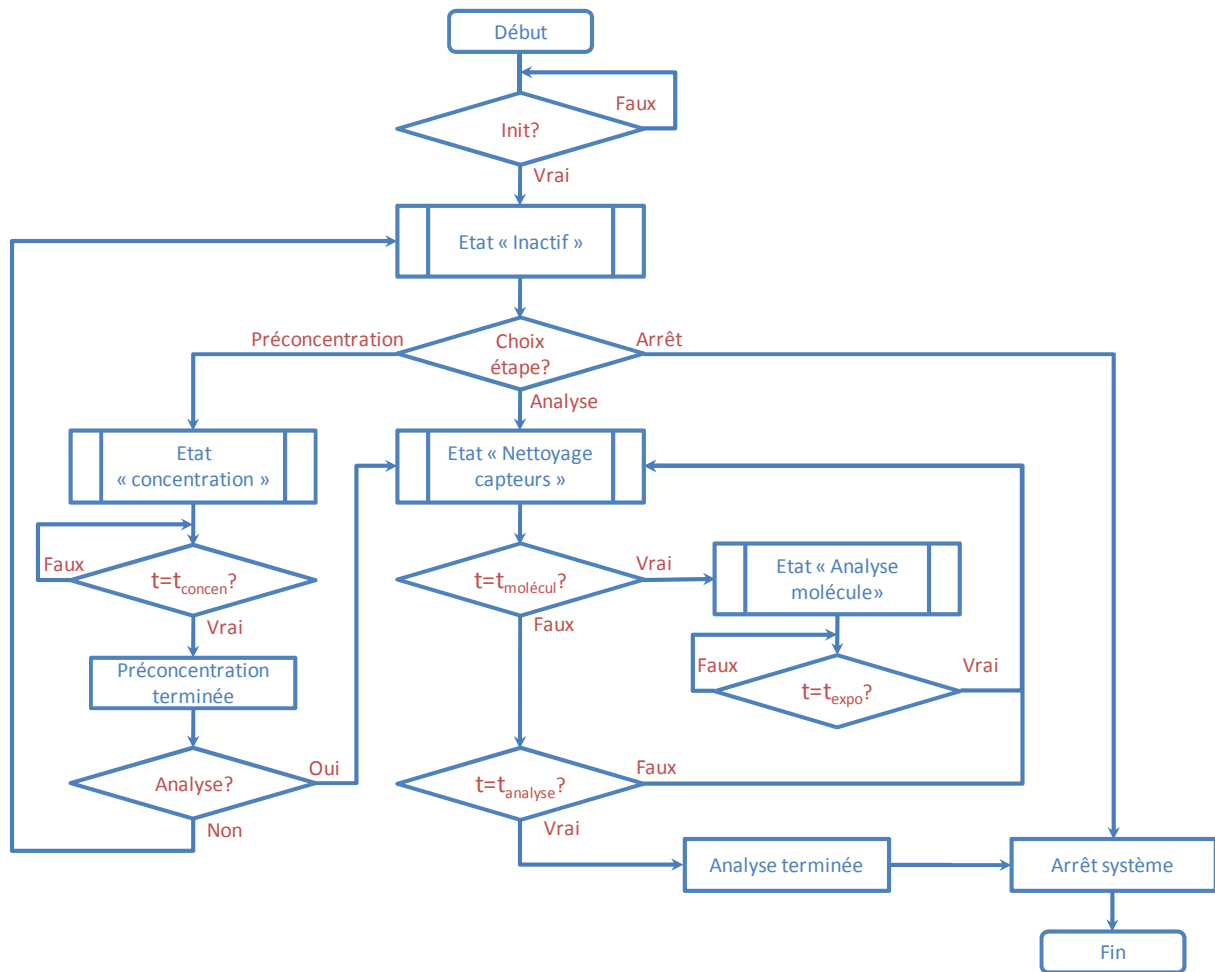 Début
Faux
Init?
Vrai
Etat « Inactif »
Préconcentration
Choix
étape?
Arrêt
Analyse
Etat
« concentration »
Etat « Nettoyage
capteurs »
Faux
t=tconcen?
Vrai
t=tmolécul?
Vrai
Faux
Etat « Analyse
molécule»
Préconcentration
terminée
Faux
t=texpo?
Vrai
Analyse?
Oui
Non
t=tanalyse?
Faux
Vrai
Analyse terminée
Arrêt système
Fin